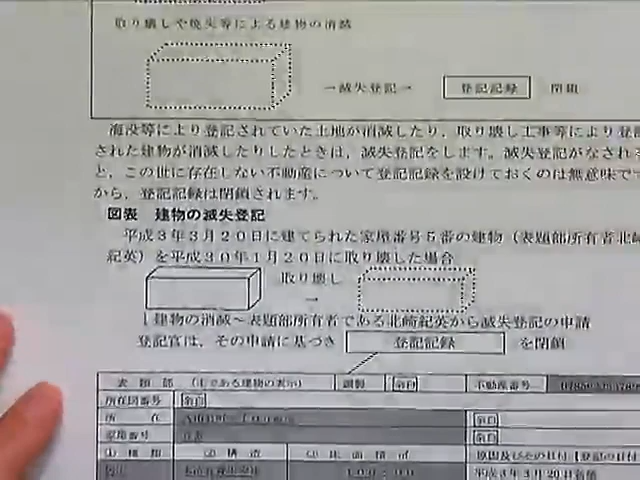 取り壊しや焼失等による建物の消滅
→滅失登記→ 登記記録 閉鎖
海没等により登記されていた土地が消滅したり，取り壊し工事等により登記
された建物が消滅したりしたときは，滅失登記をします。滅失登記がなされ
と，この世に存在しない不動産について登記記録を設けておくのは無意味で
から，登記記録は閉鎖されます。
図表 建物の滅失登記
平成３年３月２０日に建てられた家屋番号５番の建物（表題部所有者北崎
紀英）を平成３０年１月２０日に取り壊した場合
取り壊し
→
建物の消滅～表題部所有者である北崎紀英から滅失登記の申請
登記官は，その申請に基づき 登記記録 を閉鎖
表題部 （主である建物の表示） 調製 余白 不動産番号
所在図番号 余白
所 在 余白
家屋番号 余白
① 種類 ② 構造 ③ 床面積 ㎡ 原因及びその日付〔登記の日付
平成３年３月２０日新築